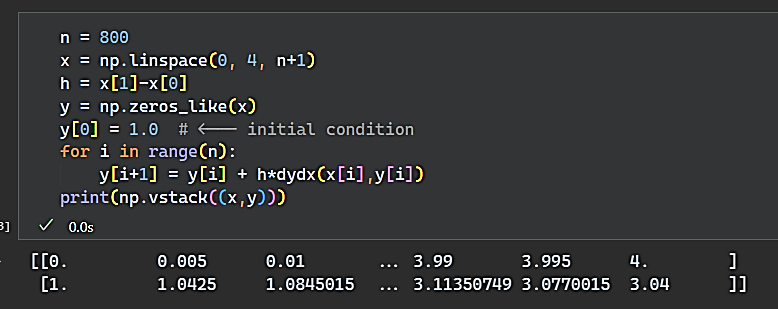 n = 800
x = np.linspace(0, 4, n+1)
h = x[1]-x[0]
y = np.zeros_like(x)
y[0] = 1.0  # <--- initial condition
for i in range(n):
    y[i+1] = y[i] + h*dydx(x[i],y[i])
print(np.vstack((x,y)))
3] ✓ 0.0s
[[0.         0.005      0.01       ... 3.99       3.995      4.        ]
 [1.         1.0425     1.0845015  ... 3.11350749 3.0770015  3.04      ]]